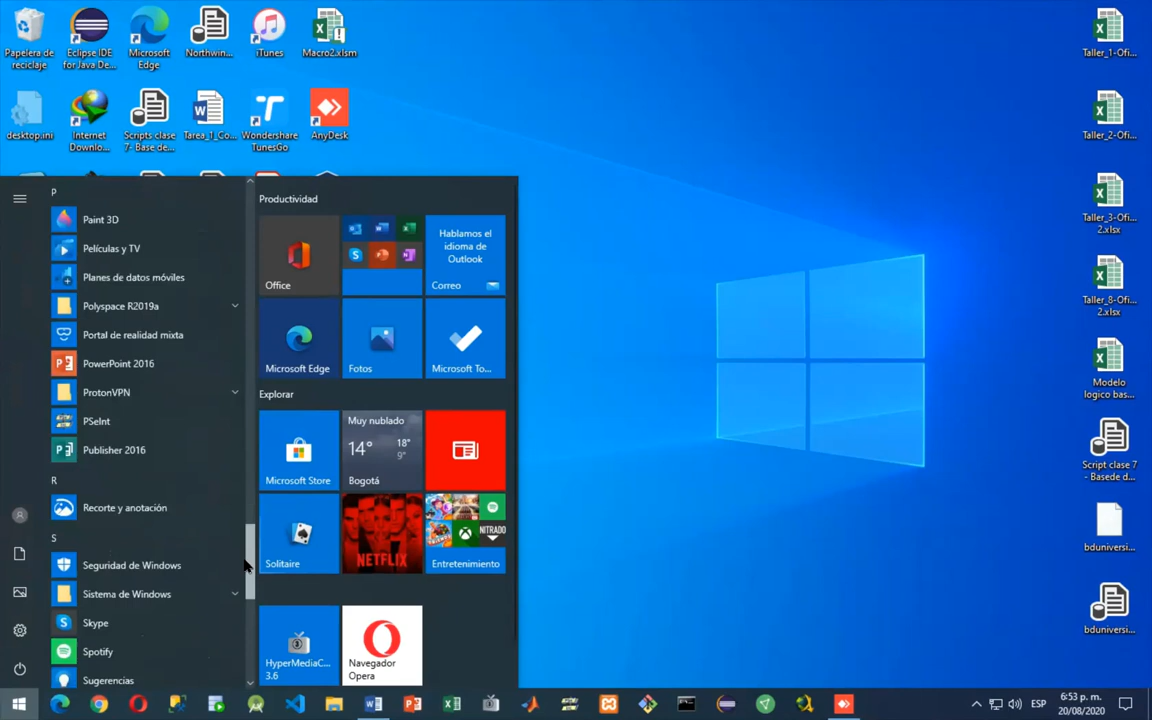 Papelera de
reciclaje
Eclipse IDE
for Java De...
Microsoft
Edge
Northwin...
iTunes
Macro2.xlsm
desktop.ini
Internet
Downlo...
Scripts clase
7- Base de...
Tarea_1_Co...
Wondershare
TunesGo
AnyDesk
Taller_1-Ofi...
Taller_2-Ofi...
Taller_3-Ofi...
2.xlsx
Taller_8-Ofi...
2.xlsx
Modelo
logico bas...
Script clase 7
- Basede d...
bduniversi...
bduniversi...
P
Paint 3D
Películas y TV
Planes de datos móviles
Polyspace R2019a
Portal de realidad mixta
PowerPoint 2016
ProtonVPN
PSeInt
Publisher 2016
R
Recorte y anotación
S
Seguridad de Windows
Sistema de Windows
Skype
Spotify
Sugerencias
Productividad
Office
Hablamos el
idioma de
Outlook
Correo
Microsoft Edge
Fotos
Microsoft To...
Explorar
Microsoft Store
Muy nublado
14° 18°
9°
Bogotá
Solitaire
NETFLIX
NITRADO
Entretenimiento
HyperMediaC...
3.6
Navegador
Opera
ESP
6:53 p. m.
20/08/2020